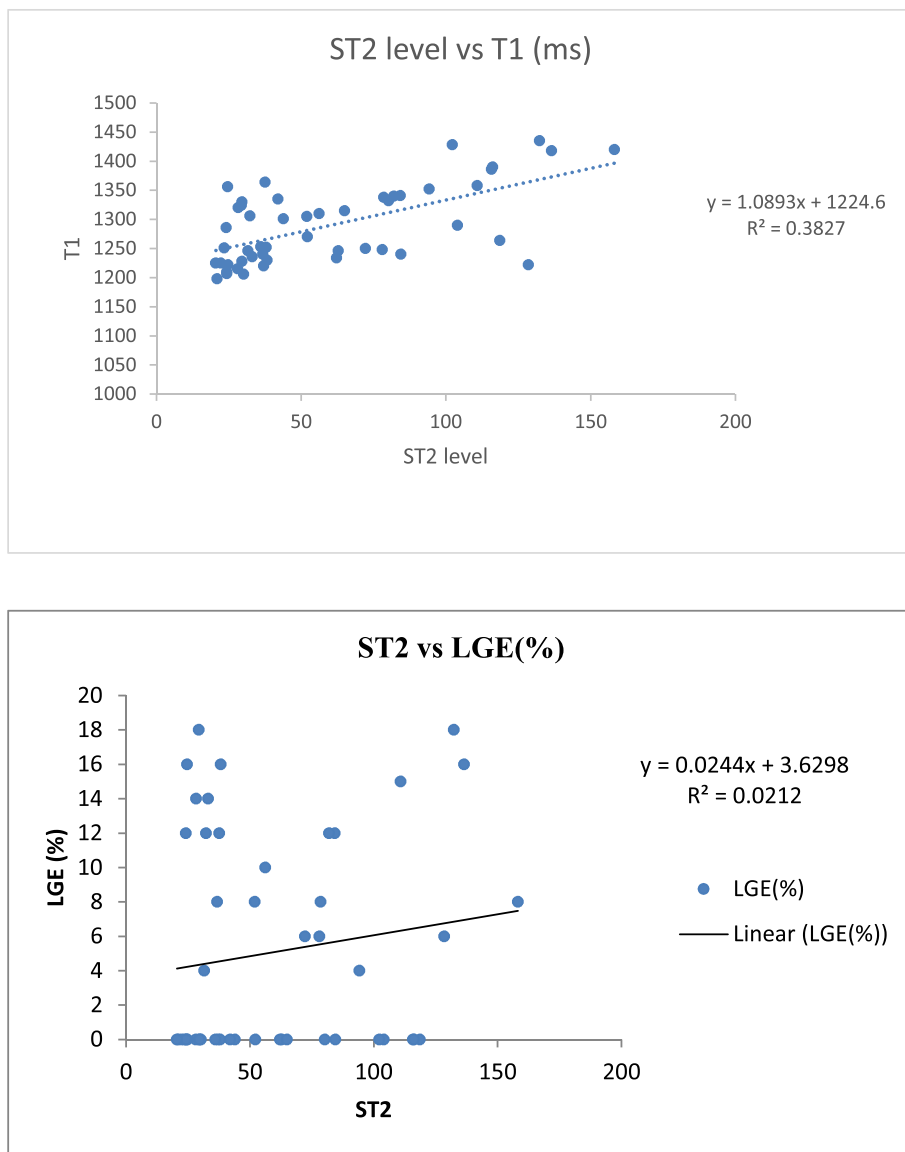 ST2 level vs T1 (ms)
1500
1450
1400
1350
1300
1250
1200
1150
1100
1050
1000
T1
y = 1.0893x + 1224.6
R² = 0.3827
0 50 100 150 200
ST2 level
ST2 vs LGE(%)
20
18
16
14
12
10
8
6
4
2
0
LGE (%)
y = 0.0244x + 3.6298
R² = 0.0212
LGE(%)
Linear (LGE(%))
0 50 100 150 200
ST2